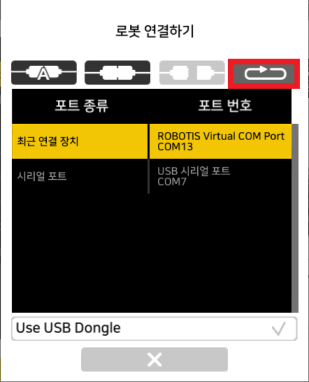 로봇 연결하기
A
포트 종류 포트 번호
최근 연결 장치 ROBOTIS Virtual COM Port
COM13
시리얼 포트 USB 시리얼 포트
COM7
Use USB Dongle